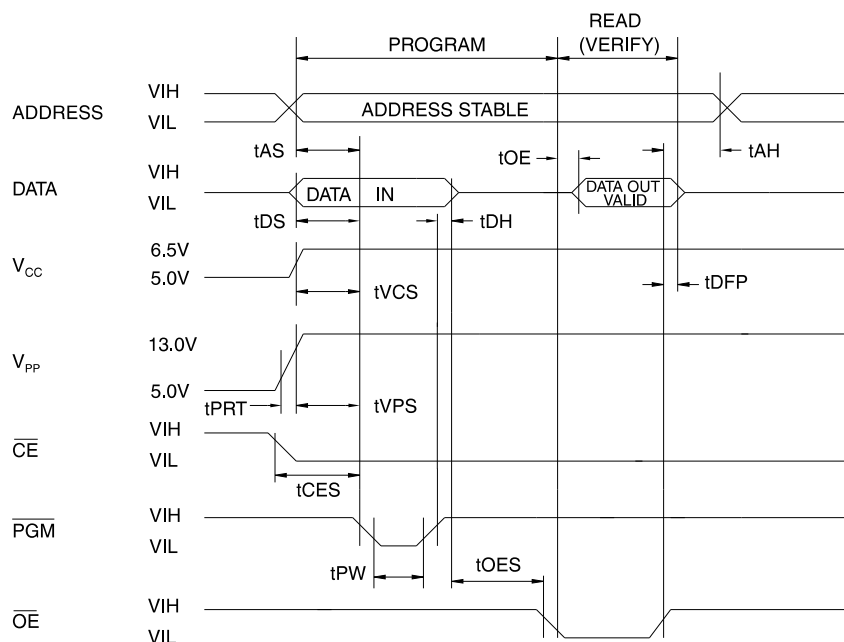 READ
PROGRAM (VERIFY)
VIH
ADDRESS ADDRESS STABLE
VIL
tAS tOE tAH
VIH
DATA DATA IN DATA OUT
VIL VALID
tDS tDH
6.5V
VCC tDFP
5.0V tVCS
13.0V
VPP
5.0V
tPRT tVPS
VIH
CE
VIL
tCES
VIH
PGM
VIL
tPW tOES
VIH
OE
VIL